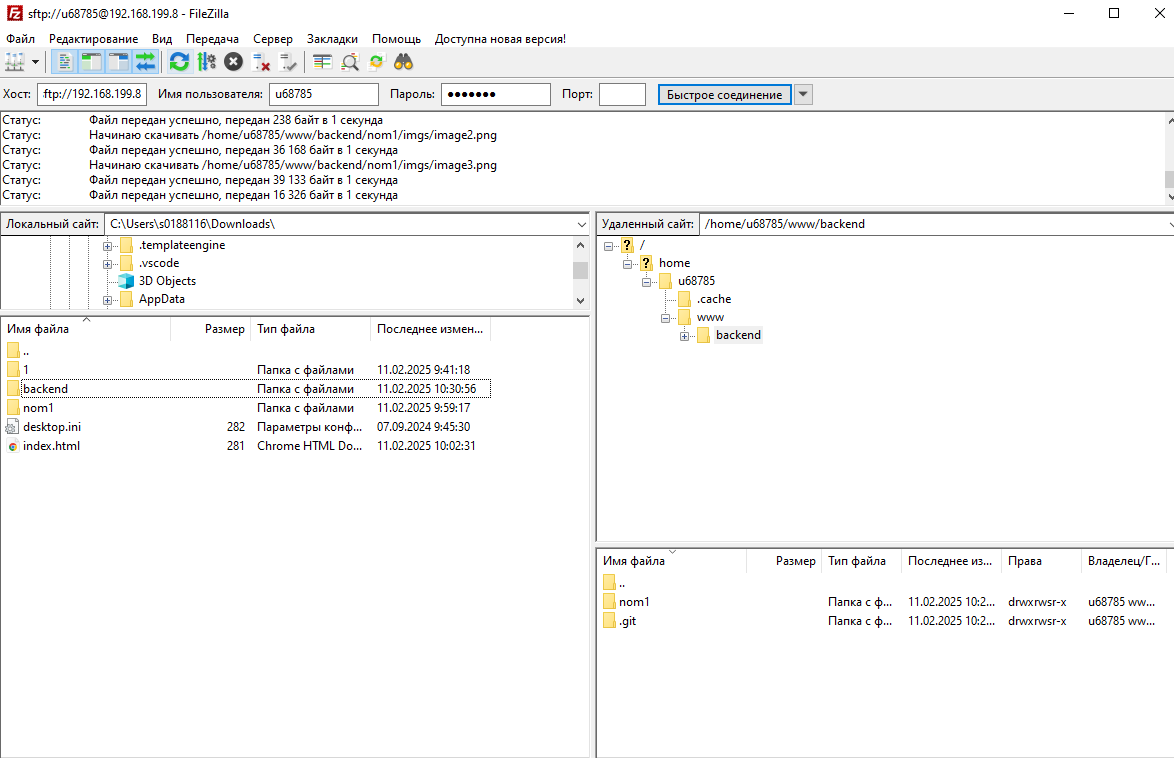 sftp://u68785@192.168.199.8 - FileZilla
Файл Редактирование Вид Передача Сервер Закладки Помощь Доступна новая версия!
Хост: ftp://192.168.199.8 Имя пользователя: u68785 Пароль: ●●●●●●● Порт: Быстрое соединение
Статус: Файл передан успешно, передан 238 байт в 1 секунда
Статус: Начинаю скачивать /home/u68785/www/backend/nom1/imgs/image2.png
Статус: Файл передан успешно, передан 36 168 байт в 1 секунда
Статус: Начинаю скачивать /home/u68785/www/backend/nom1/imgs/image3.png
Статус: Файл передан успешно, передан 39 133 байт в 1 секунда
Статус: Файл передан успешно, передан 16 326 байт в 1 секунда
Локальный сайт: C:\Users\s0188116\Downloads\
.templateengine
.vscode
3D Objects
AppData
Имя файла Размер Тип файла Последнее измен...
..
1 Папка с файлами 11.02.2025 9:41:18
backend Папка с файлами 11.02.2025 10:30:56
nom1 Папка с файлами 11.02.2025 9:59:17
desktop.ini 282 Параметры конф... 07.09.2024 9:45:30
index.html 281 Chrome HTML Do... 11.02.2025 10:02:31
Удаленный сайт: /home/u68785/www/backend
/
home
u68785
.cache
www
backend
Имя файла Размер Тип файла Последнее из... Права Владелец/Г...
..
nom1 Папка с ф... 11.02.2025 10:2... drwxrwsr-x u68785 ww...
.git Папка с ф... 11.02.2025 10:2... drwxrwsr-x u68785 ww...